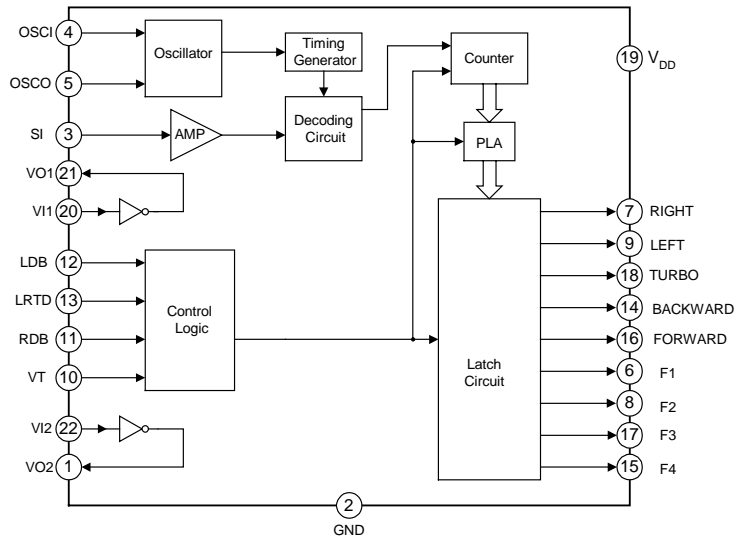 OSCI 4
OSCO 5
SI 3
VO1 21
VI1 20
LDB 12
LRTD 13
RDB 11
VT 10
VI2 22
VO2 1
Oscillator
Timing
Generator
AMP
Decoding
Circuit
Counter
PLA
Control
Logic
Latch
Circuit
19 VDD
7 RIGHT
9 LEFT
18 TURBO
14 BACKWARD
16 FORWARD
6 F1
8 F2
17 F3
15 F4
2
GND